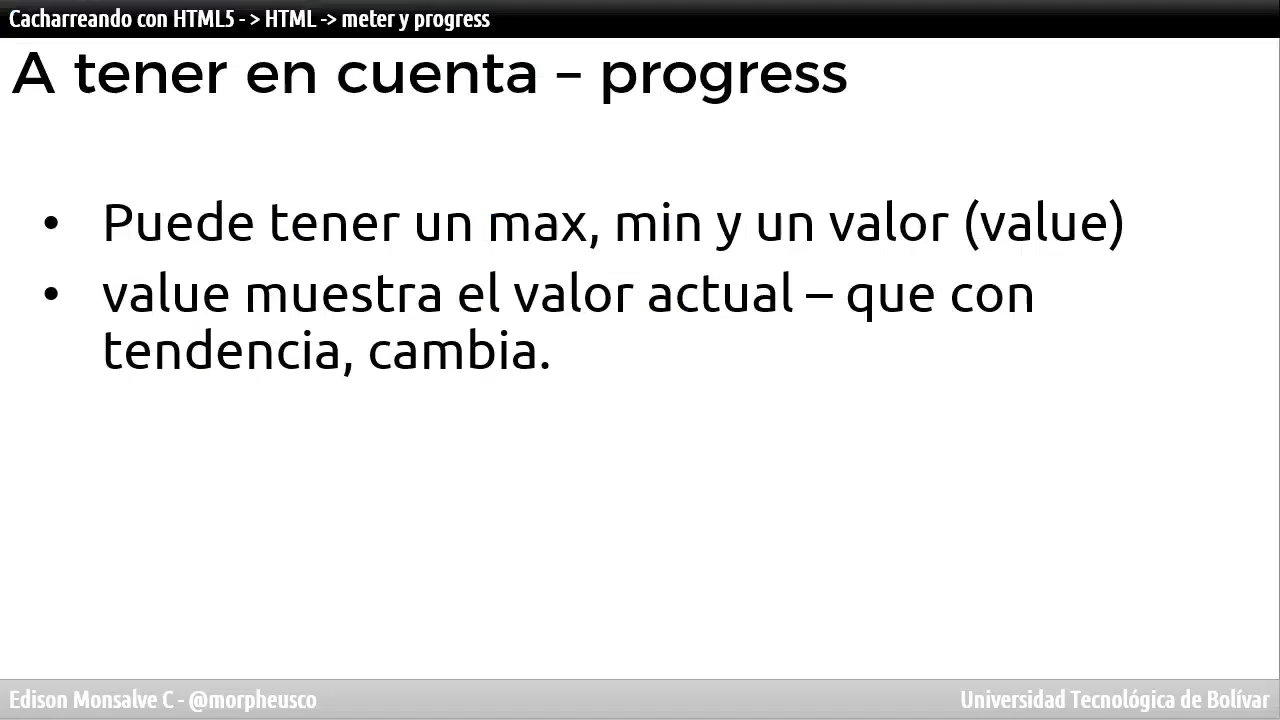 Cacharreando con HTML5 - > HTML -> meter y progress
A tener en cuenta – progress
• Puede tener un max, min y un valor (value)
• value muestra el valor actual – que con
tendencia, cambia.
Edison Monsalve C - @morpheusco
Universidad Tecnológica de Bolívar